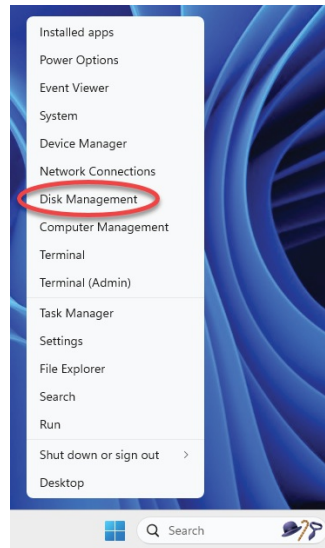 Installed apps
Power Options
Event Viewer
System
Device Manager
Network Connections
Disk Management
Computer Management
Terminal
Terminal (Admin)
Task Manager
Settings
File Explorer
Search
Run
Shut down or sign out
Desktop
Search